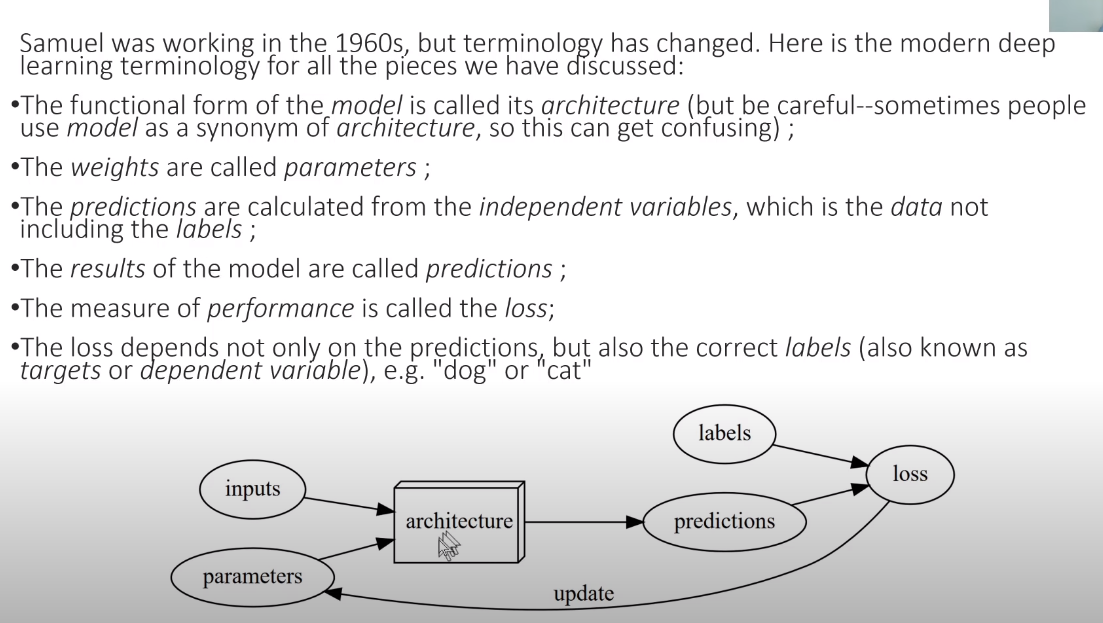 Samuel was working in the 1960s, but terminology has changed. Here is the modern deep
learning terminology for all the pieces we have discussed:
•The functional form of the model is called its architecture (but be careful--sometimes people
use model as a synonym of architecture, so this can get confusing) ;
•The weights are called parameters ;
•The predictions are calculated from the independent variables, which is the data not
including the labels ;
•The results of the model are called predictions ;
•The measure of performance is called the loss;
•The loss depends not only on the predictions, but also the correct labels (also known as
targets or dependent variable), e.g. "dog" or "cat"
labels
inputs
loss
architecture
predictions
parameters
update